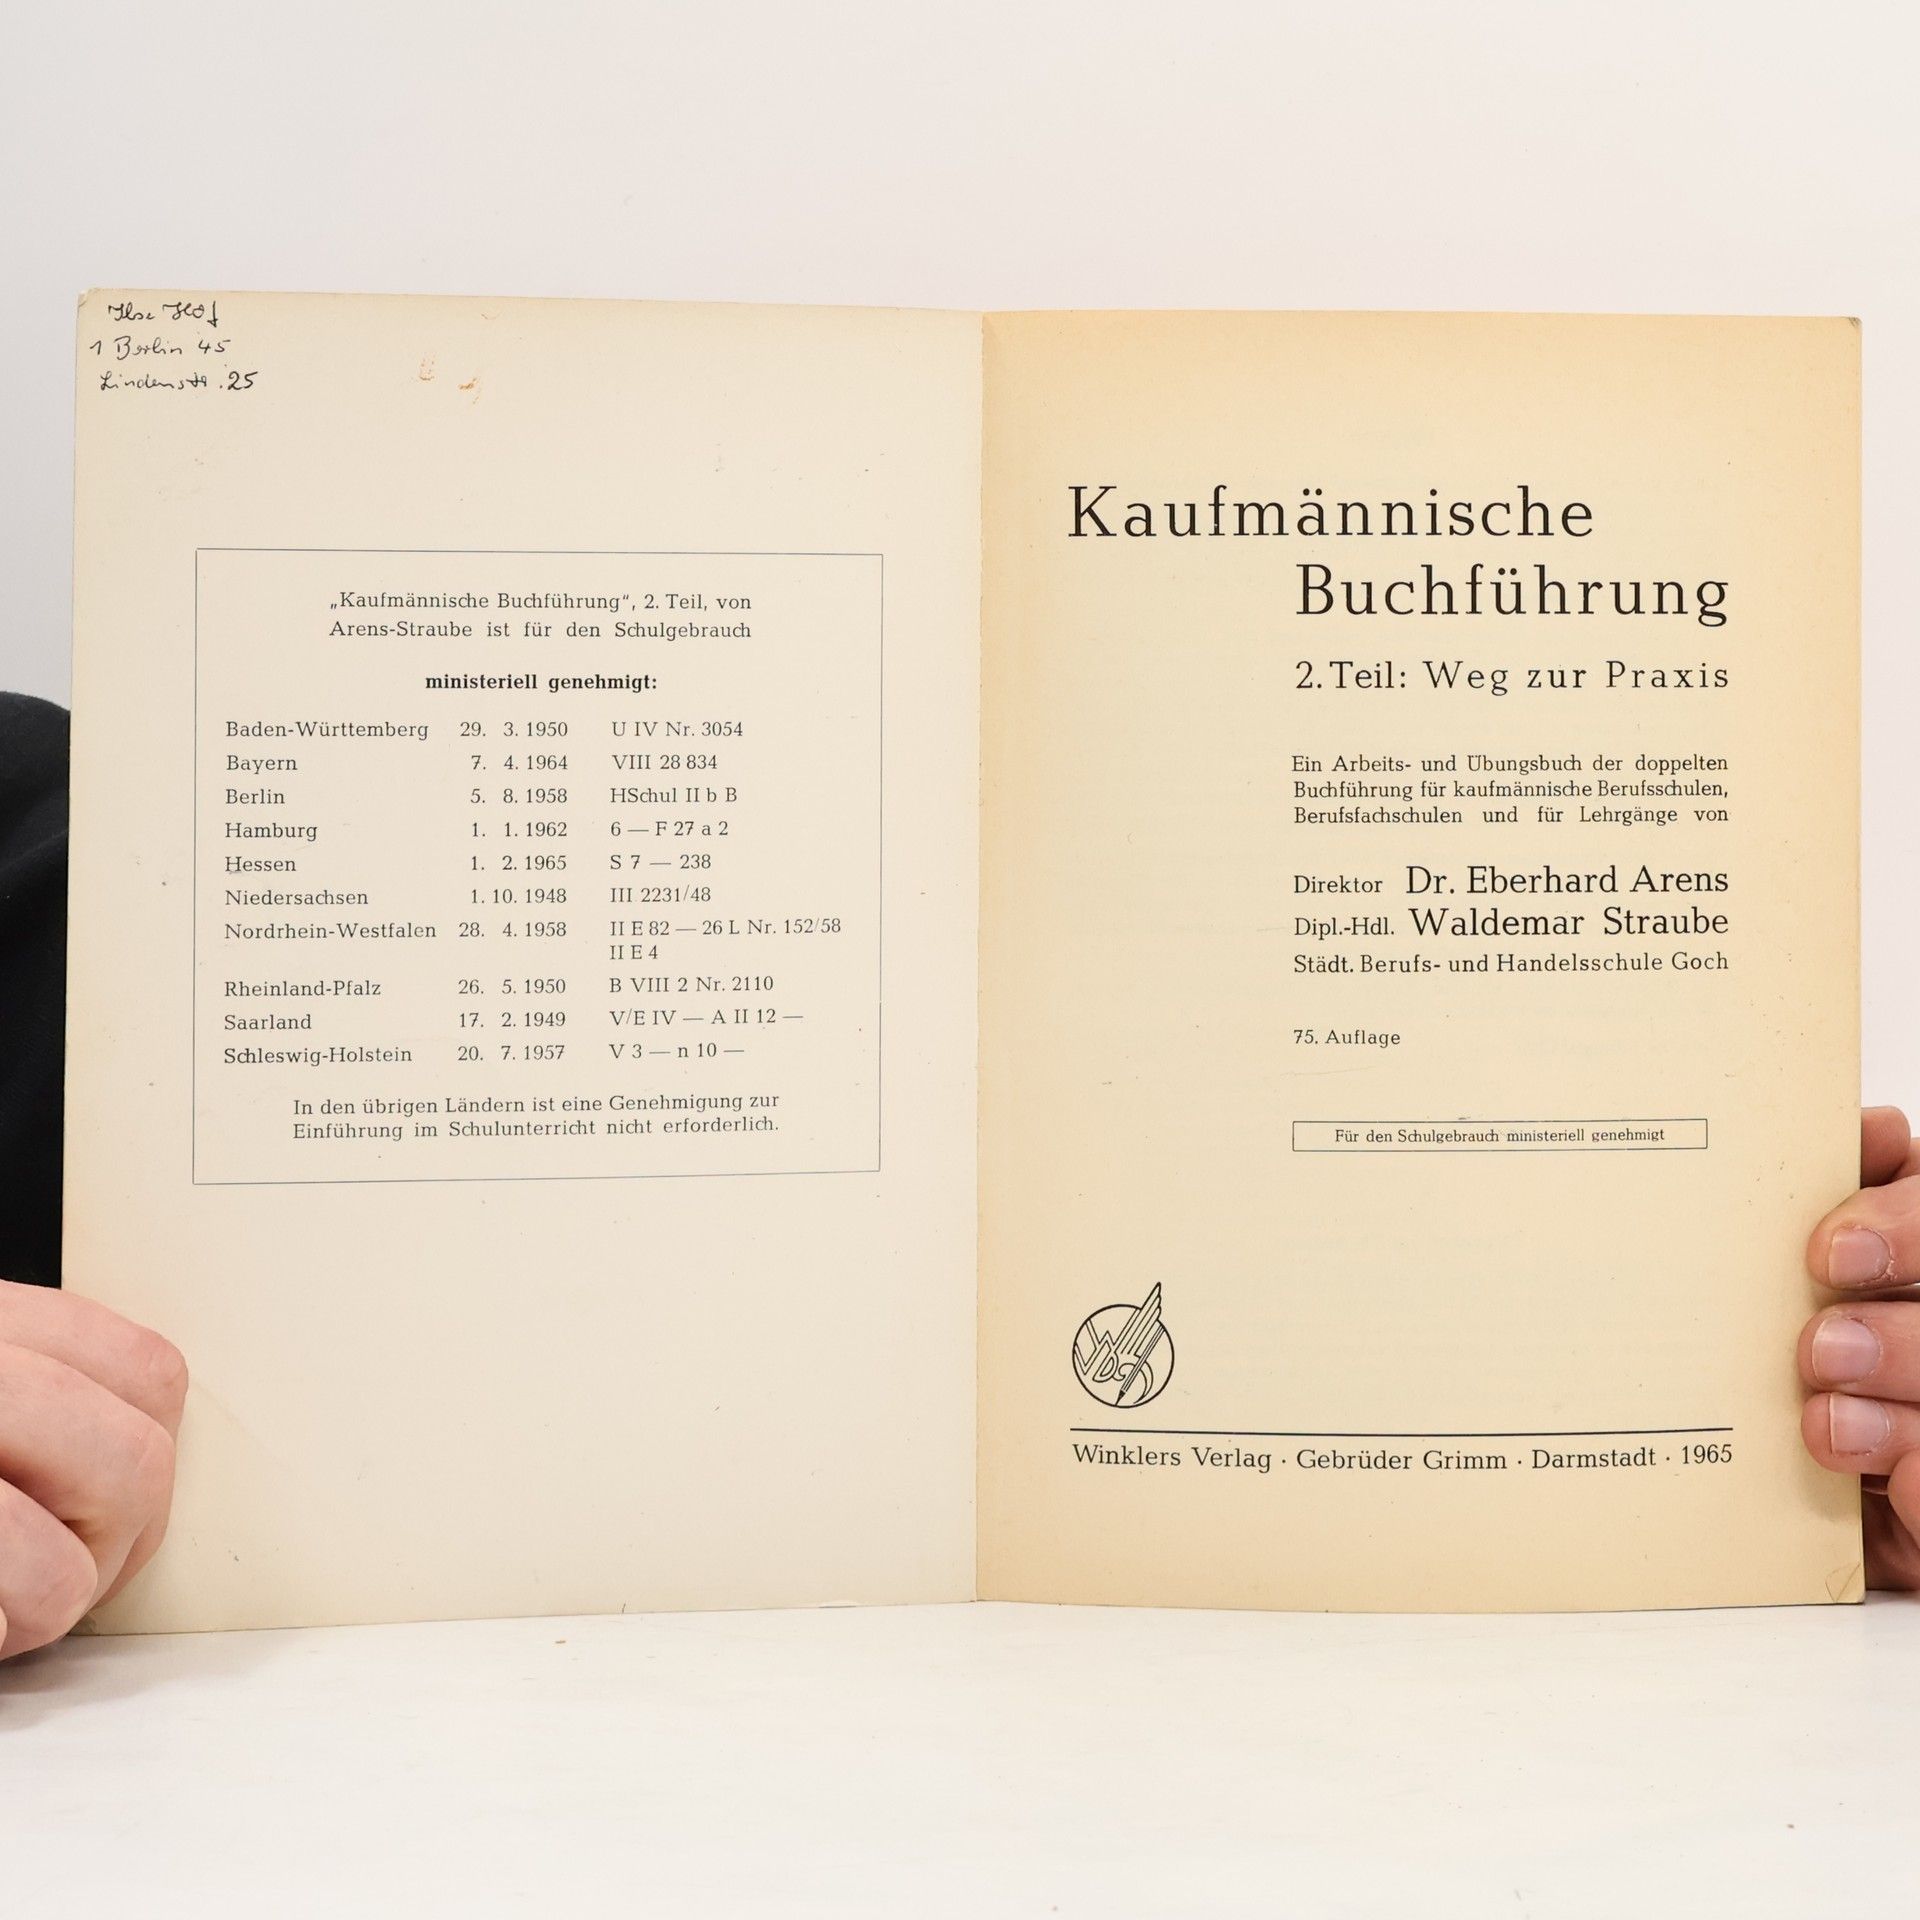 Ilse Hof
1 Berlin 45
Lindenstr. 25
„Kaufmännische Buchführung“, 2. Teil, von
Arens-Straube ist für den Schulgebrauch
ministeriell genehmigt:
Baden-Württemberg 29. 3. 1950 U IV Nr. 3054
Bayern 7. 4. 1964 VIII 28 834
Berlin 5. 8. 1958 HSchul II b B
Hamburg 1. 1. 1962 6 — F 27 a 2
Hessen 1. 2. 1965 S 7 — 238
Niedersachsen 1. 10. 1948 III 2231/48
Nordrhein-Westfalen 28. 4. 1958 II E 82 — 26 L Nr. 152/58
II E 4
Rheinland-Pfalz 26. 5. 1950 B VIII 2 Nr. 2110
Saarland 17. 2. 1949 V/E IV — A II 12 —
Schleswig-Holstein 20. 7. 1957 V 3 — n 10 —
In den übrigen Ländern ist eine Genehmigung zur
Einführung im Schulunterricht nicht erforderlich.
Kaufmännische
Buchführung
2. Teil: Weg zur Praxis
Ein Arbeits- und Übungsbuch der doppelten
Buchführung für kaufmännische Berufsschulen,
Berufsfachschulen und für Lehrgänge von
Direktor Dr. Eberhard Arens
Dipl.-Hdl. Waldemar Straube
Städt. Berufs- und Handelsschule Goch
75. Auflage
Für den Schulgebrauch ministeriell genehmigt
Winklers Verlag · Gebrüder Grimm · Darmstadt · 1965